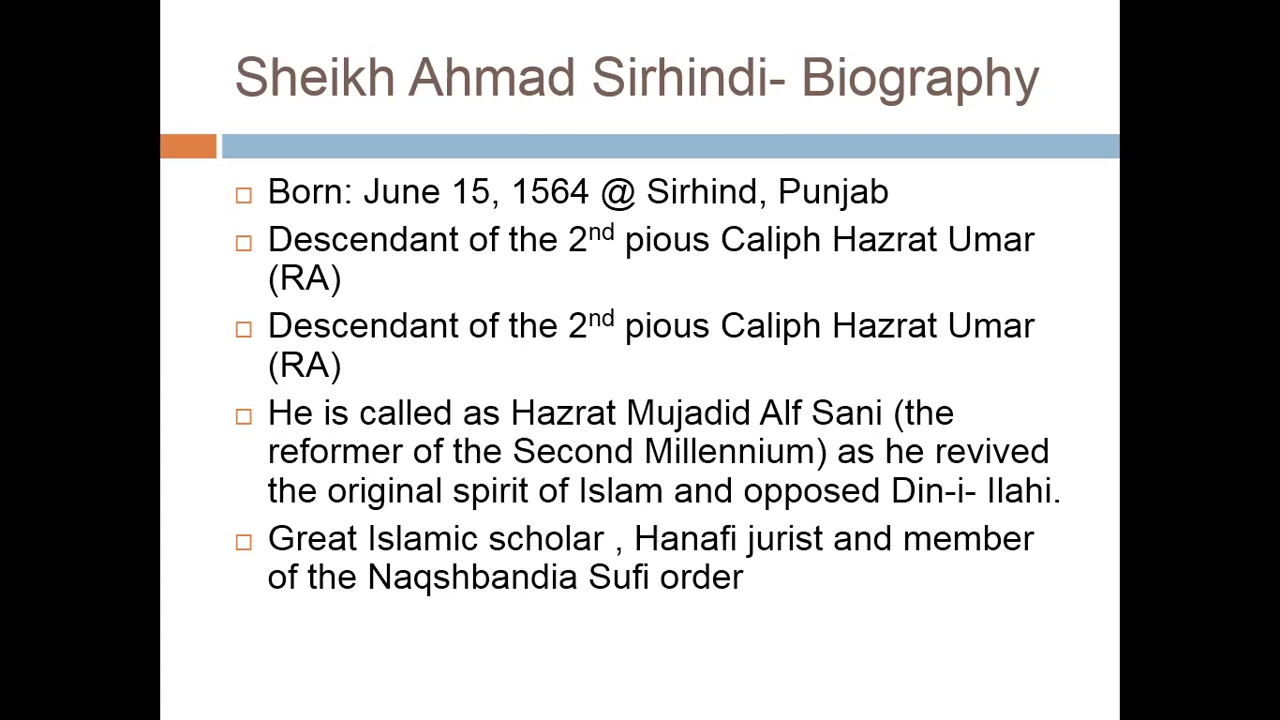 Sheikh Ahmad Sirhindi- Biography
Born: June 15, 1564 @ Sirhind, Punjab
Descendant of the 2nd pious Caliph Hazrat Umar
(RA)
Descendant of the 2nd pious Caliph Hazrat Umar
(RA)
He is called as Hazrat Mujadid Alf Sani (the
reformer of the Second Millennium) as he revived
the original spirit of Islam and opposed Din-i- Ilahi.
Great Islamic scholar , Hanafi jurist and member
of the Naqshbandia Sufi order